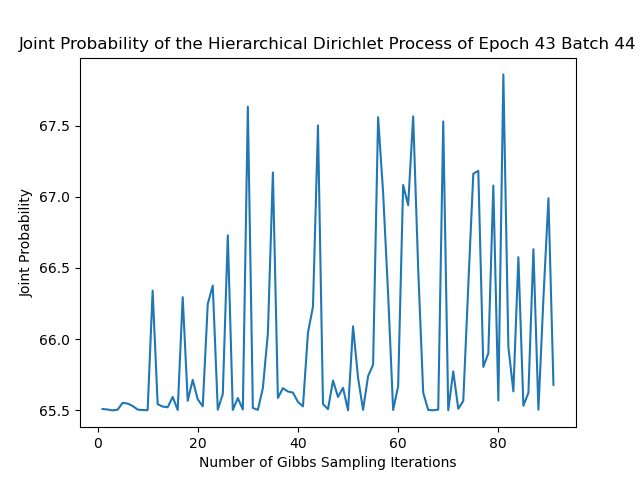 Joint Probability of the Hierarchical Dirichlet Process of Epoch 43 Batch 44
67.5
67.0
66.5
66.0
65.5
Joint Probability
0 20 40 60 80
Number of Gibbs Sampling Iterations